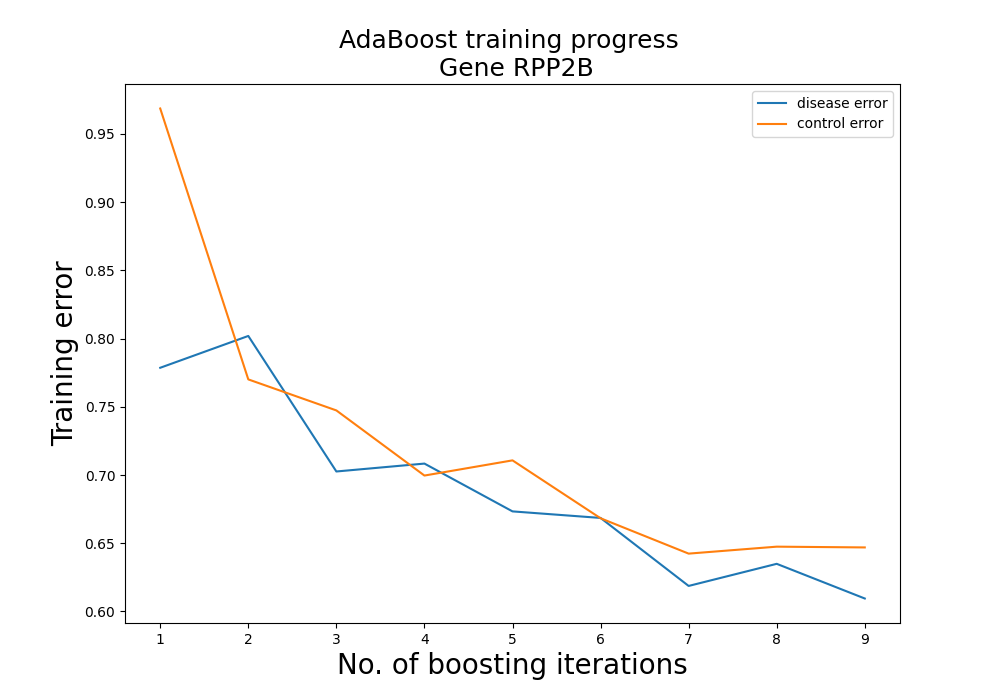 AdaBoost training progress
Gene RPP2B
disease error
control error
Training error
0.95
0.90
0.85
0.80
0.75
0.70
0.65
0.60
1 2 3 4 5 6 7 8 9
No. of boosting iterations